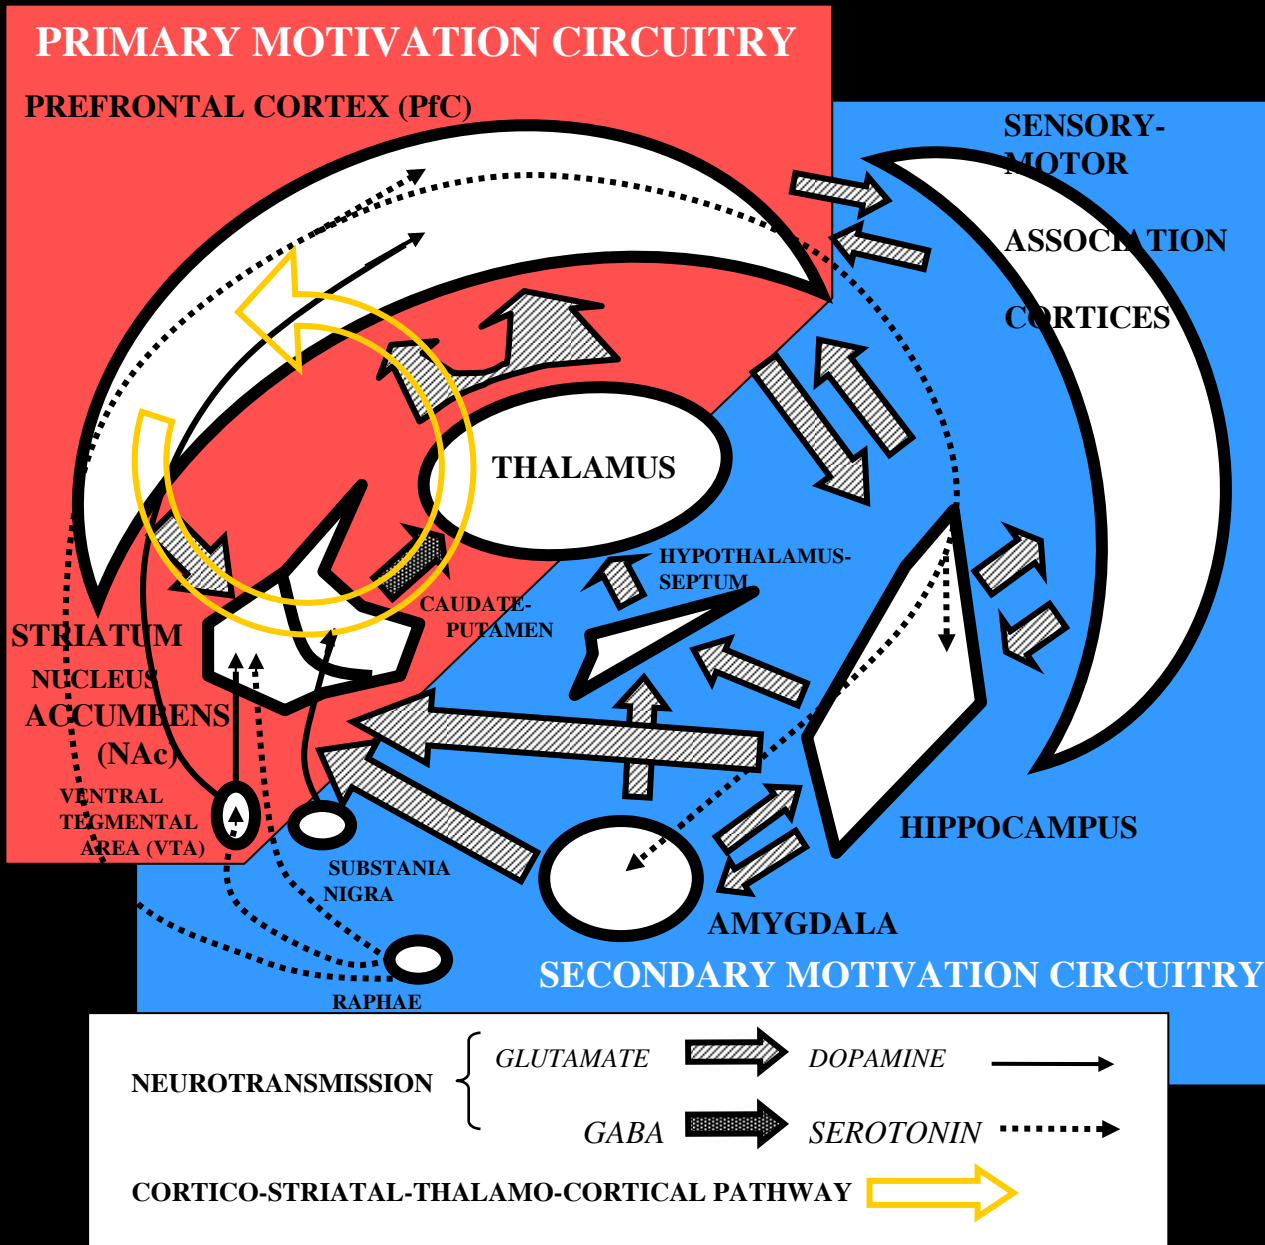 PRIMARY MOTIVATION CIRCUITRY
PREFRONTAL CORTEX (PfC)
SENSORY-
MOTOR
ASSOCIATION
CORTICES
THALAMUS
HYPOTHALAMUS-
SEPTUM
CAUDATE-
PUTAMEN
STRIATUM
NUCLEUS
ACCUMBENS
(NAc)
VENTRAL
TEGMENTAL
AREA (VTA)
SUBSTANIA
NIGRA
HIPPOCAMPUS
AMYGDALA
RAPHAE
SECONDARY MOTIVATION CIRCUITRY
NEUROTRANSMISSION
GLUTAMATE
DOPAMINE
GABA
SEROTONIN
CORTICO-STRIATAL-THALAMO-CORTICAL PATHWAY